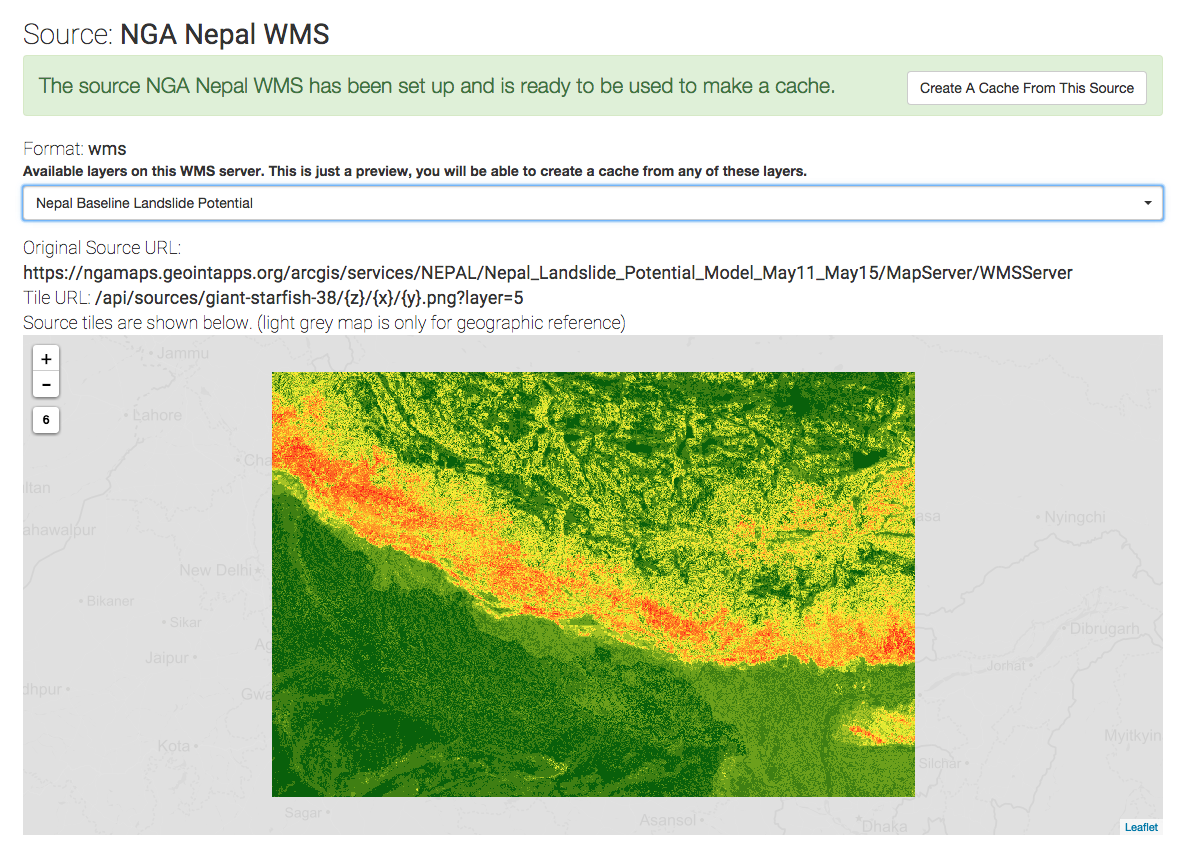 Source: NGA Nepal WMS
The source NGA Nepal WMS has been set up and is ready to be used to make a cache.
Create A Cache From This Source
Format: wms
Available layers on this WMS server. This is just a preview, you will be able to create a cache from any of these layers.
Nepal Baseline Landslide Potential
Original Source URL:
https://ngamaps.geointapps.org/arcgis/services/NEPAL/Nepal_Landslide_Potential_Model_May11_May15/MapServer/WMSServer
Tile URL: /api/sources/giant-starfish-38/{z}/{x}/{y}.png?layer=5
Source tiles are shown below. (light grey map is only for geographic reference)
+
−
6
Jammu
Lahore
Cha
ltan
ahawalpur
asa
Nyingchi
New Delhi
Bikaner
Sikar
Ag
Dibrugarh
Jaipur
Jorhat
dhpur
Gwa
Kota
Myitkyin
Silchar
Sagar
Asansol
Dhaka
Leaflet